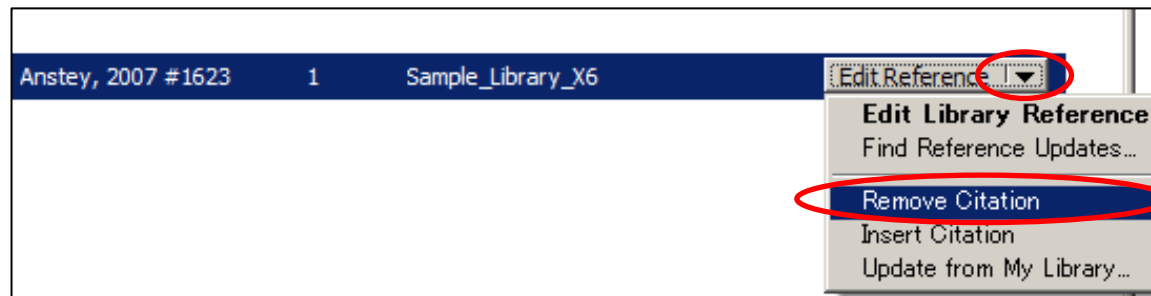 Anstey, 2007 #1623 1 Sample_Library_X6 Edit Reference
Edit Library Reference
Find Reference Updates…
Remove Citation
Insert Citation
Update from My Library…